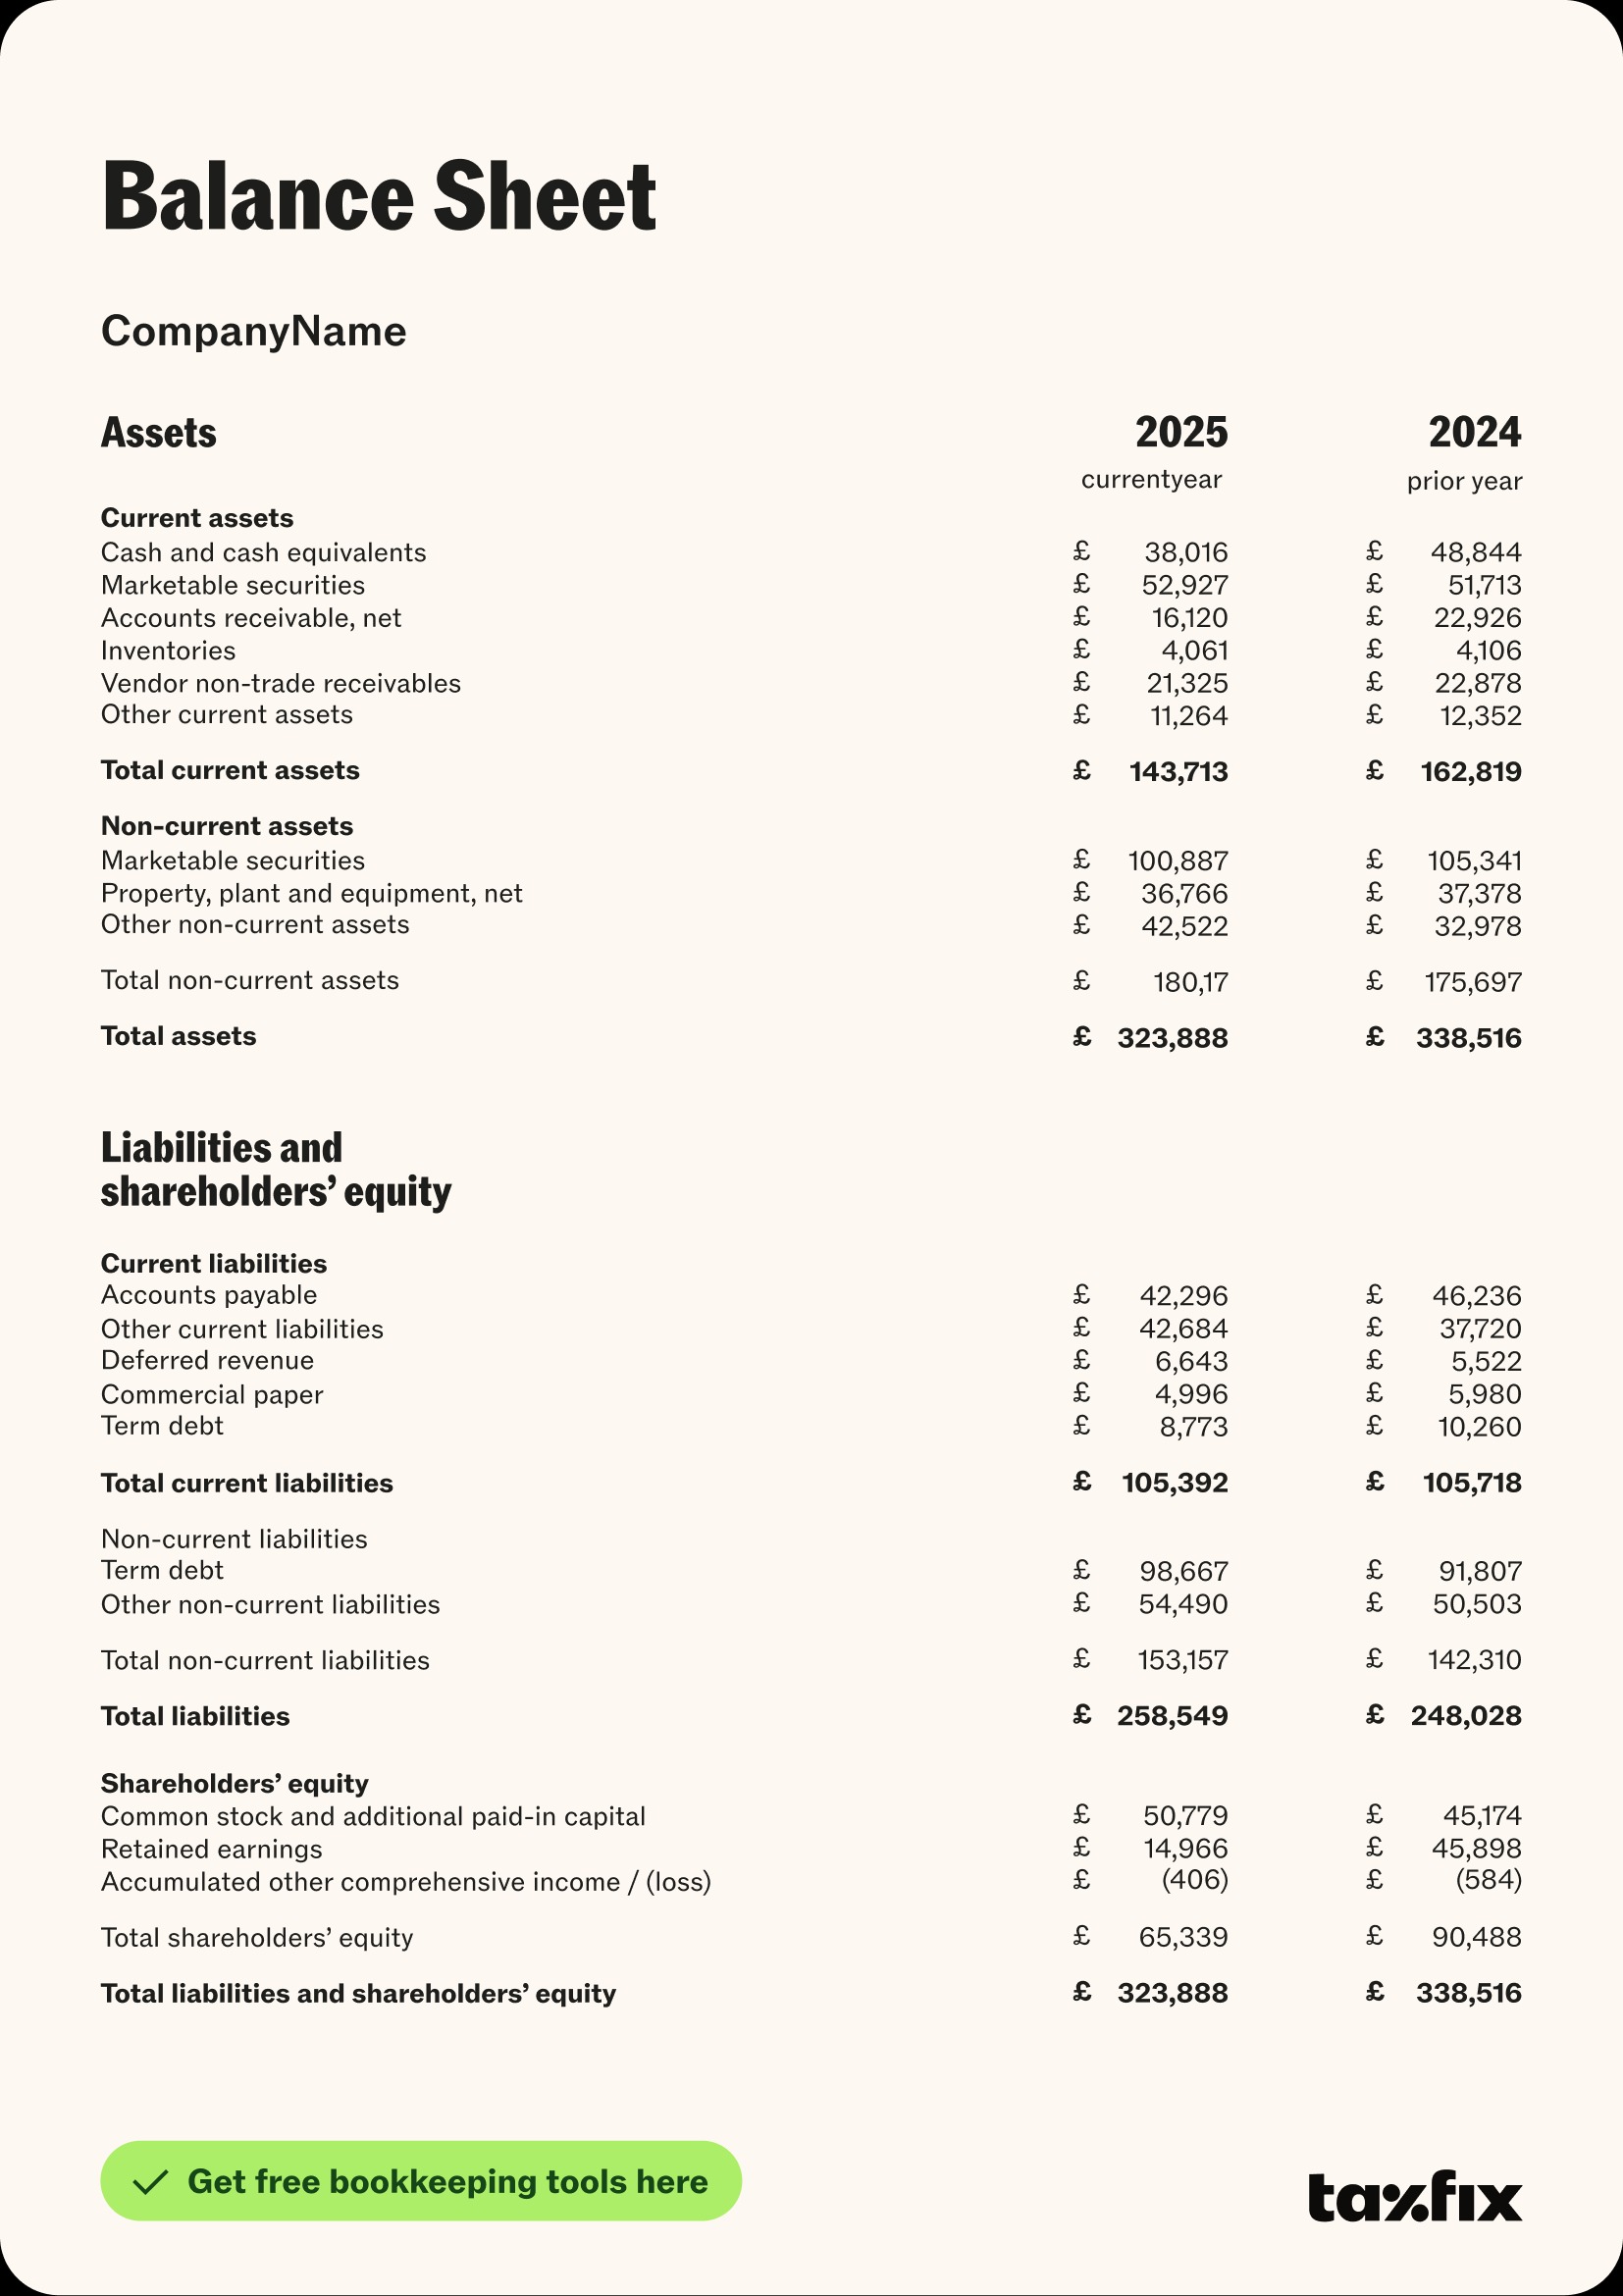 Balance Sheet
CompanyName
Assets 2025 2024
currentyear prior year
Current assets
Cash and cash equivalents £ 38,016 £ 48,844
Marketable securities £ 52,927 £ 51,713
Accounts receivable, net £ 16,120 £ 22,926
Inventories £ 4,061 £ 4,106
Vendor non-trade receivables £ 21,325 £ 22,878
Other current assets £ 11,264 £ 12,352
Total current assets £ 143,713 £ 162,819
Non-current assets
Marketable securities £ 100,887 £ 105,341
Property, plant and equipment, net £ 36,766 £ 37,378
Other non-current assets £ 42,522 £ 32,978
Total non-current assets £ 180,17 £ 175,697
Total assets £ 323,888 £ 338,516
Liabilities and
shareholders’ equity
Current liabilities
Accounts payable £ 42,296 £ 46,236
Other current liabilities £ 42,684 £ 37,720
Deferred revenue £ 6,643 £ 5,522
Commercial paper £ 4,996 £ 5,980
Term debt £ 8,773 £ 10,260
Total current liabilities £ 105,392 £ 105,718
Non-current liabilities
Term debt £ 98,667 £ 91,807
Other non-current liabilities £ 54,490 £ 50,503
Total non-current liabilities £ 153,157 £ 142,310
Total liabilities £ 258,549 £ 248,028
Shareholders’ equity
Common stock and additional paid-in capital £ 50,779 £ 45,174
Retained earnings £ 14,966 £ 45,898
Accumulated other comprehensive income / (loss) £ (406) £ (584)
Total shareholders’ equity £ 65,339 £ 90,488
Total liabilities and shareholders’ equity £ 323,888 £ 338,516
Get free bookkeeping tools here
taxfix